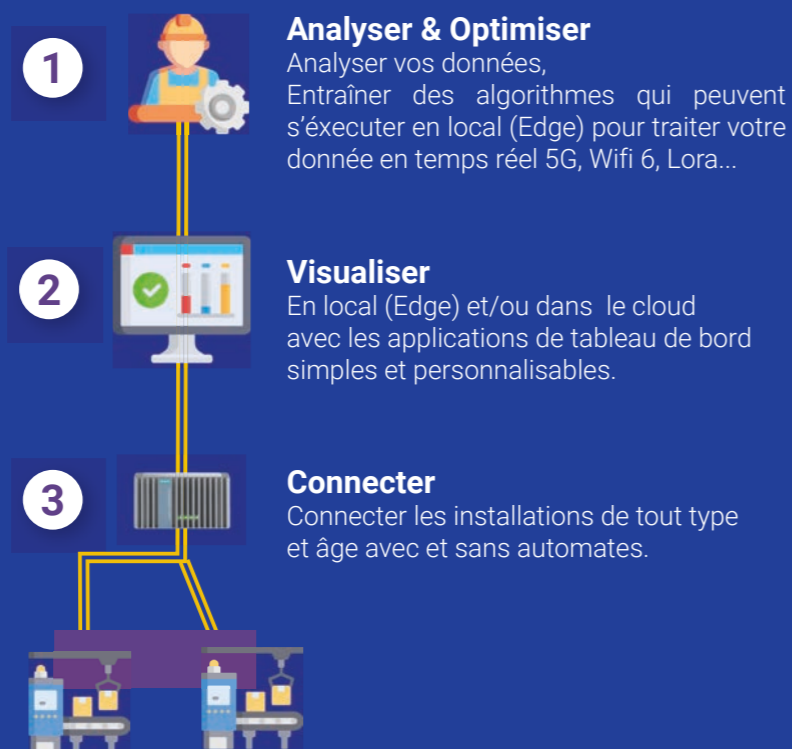 1
Analyser & Optimiser
Analyser vos données,
Entraîner des algorithmes qui peuvent
s’éxecuter en local (Edge) pour traiter votre
donnée en temps réel 5G, Wifi 6, Lora...
2
Visualiser
En local (Edge) et/ou dans le cloud
avec les applications de tableau de bord
simples et personnalisables.
3
Connecter
Connecter les installations de tout type
et âge avec et sans automates.